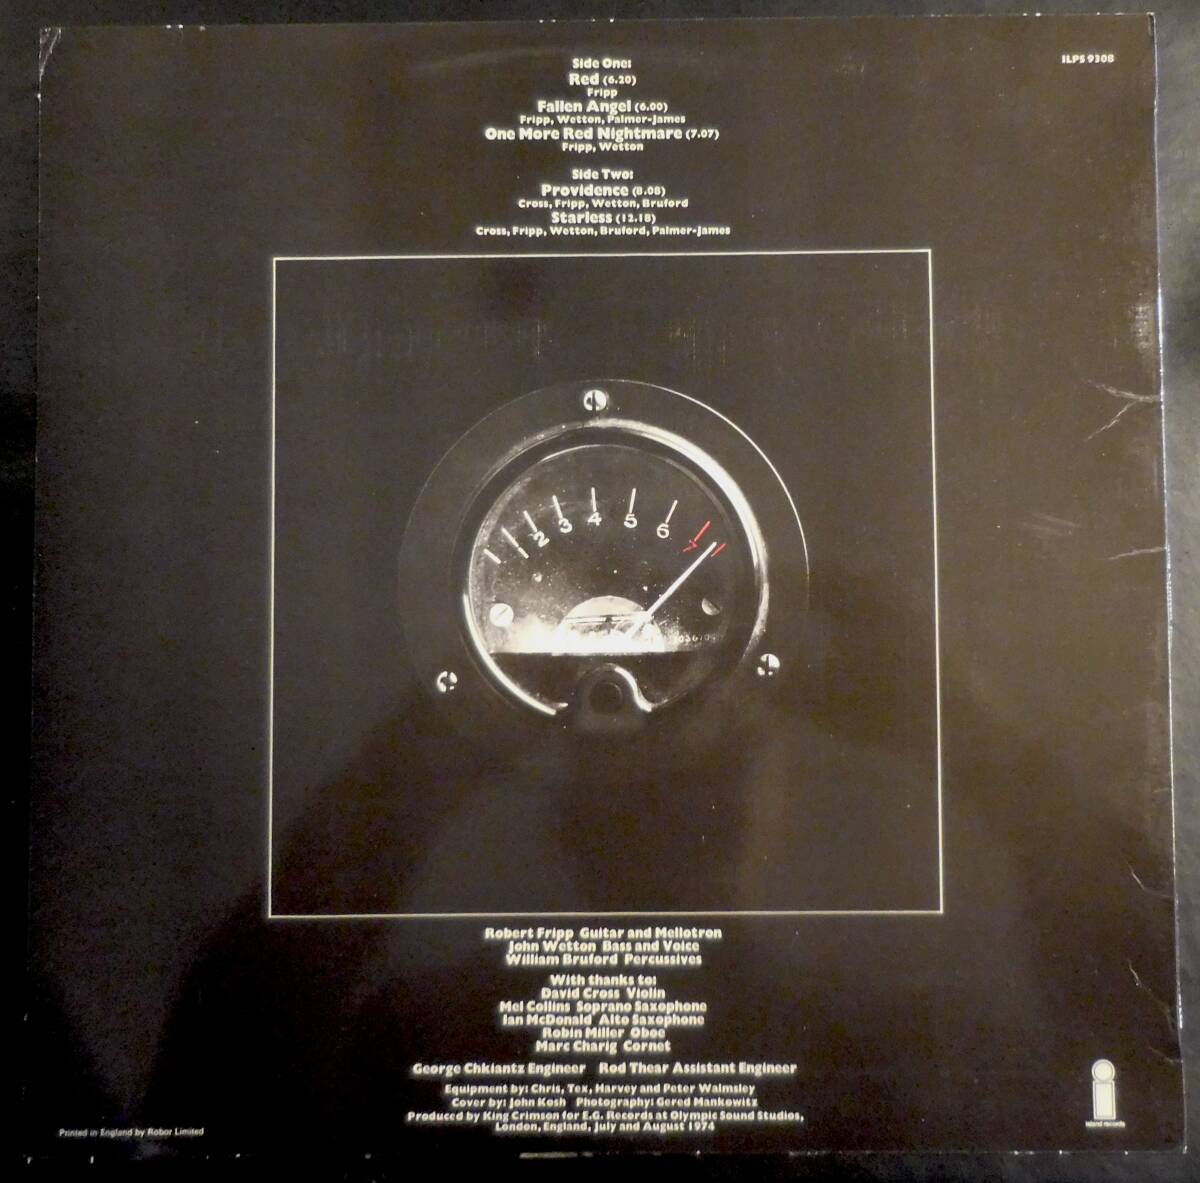 ILPS 9308
Side One:
Red (6.20)
Fripp
Fallen Angel (6.00)
Fripp, Wetton, Palmer-James
One More Red Nightmare (7.07)
Fripp, Wetton
Side Two:
Providence (8.08)
Cross, Fripp, Wetton, Bruford
Starless (12.18)
Cross, Fripp, Wetton, Bruford, Palmer-James
2 3 4 5 6 7
Robert Fripp Guitar and Mellotron
John Wetton Bass and Voice
William Bruford Percussives
With thanks to:
David Cross Violin
Mel Collins Soprano Saxophone
Ian McDonald Alto Saxophone
Robin Miller Oboe
Marc Charig Cornet
George Chkiantz Engineer Rod Thear Assistant Engineer
Equipment by: Chris, Tex, Harvey and Peter Walmsley
Cover by: John Kosh Photography: Gered Mankowitz
Produced by King Crimson for E.G. Records at Olympic Sound Studios,
London, England, July and August 1974
Printed in England by Robor Limited
island records